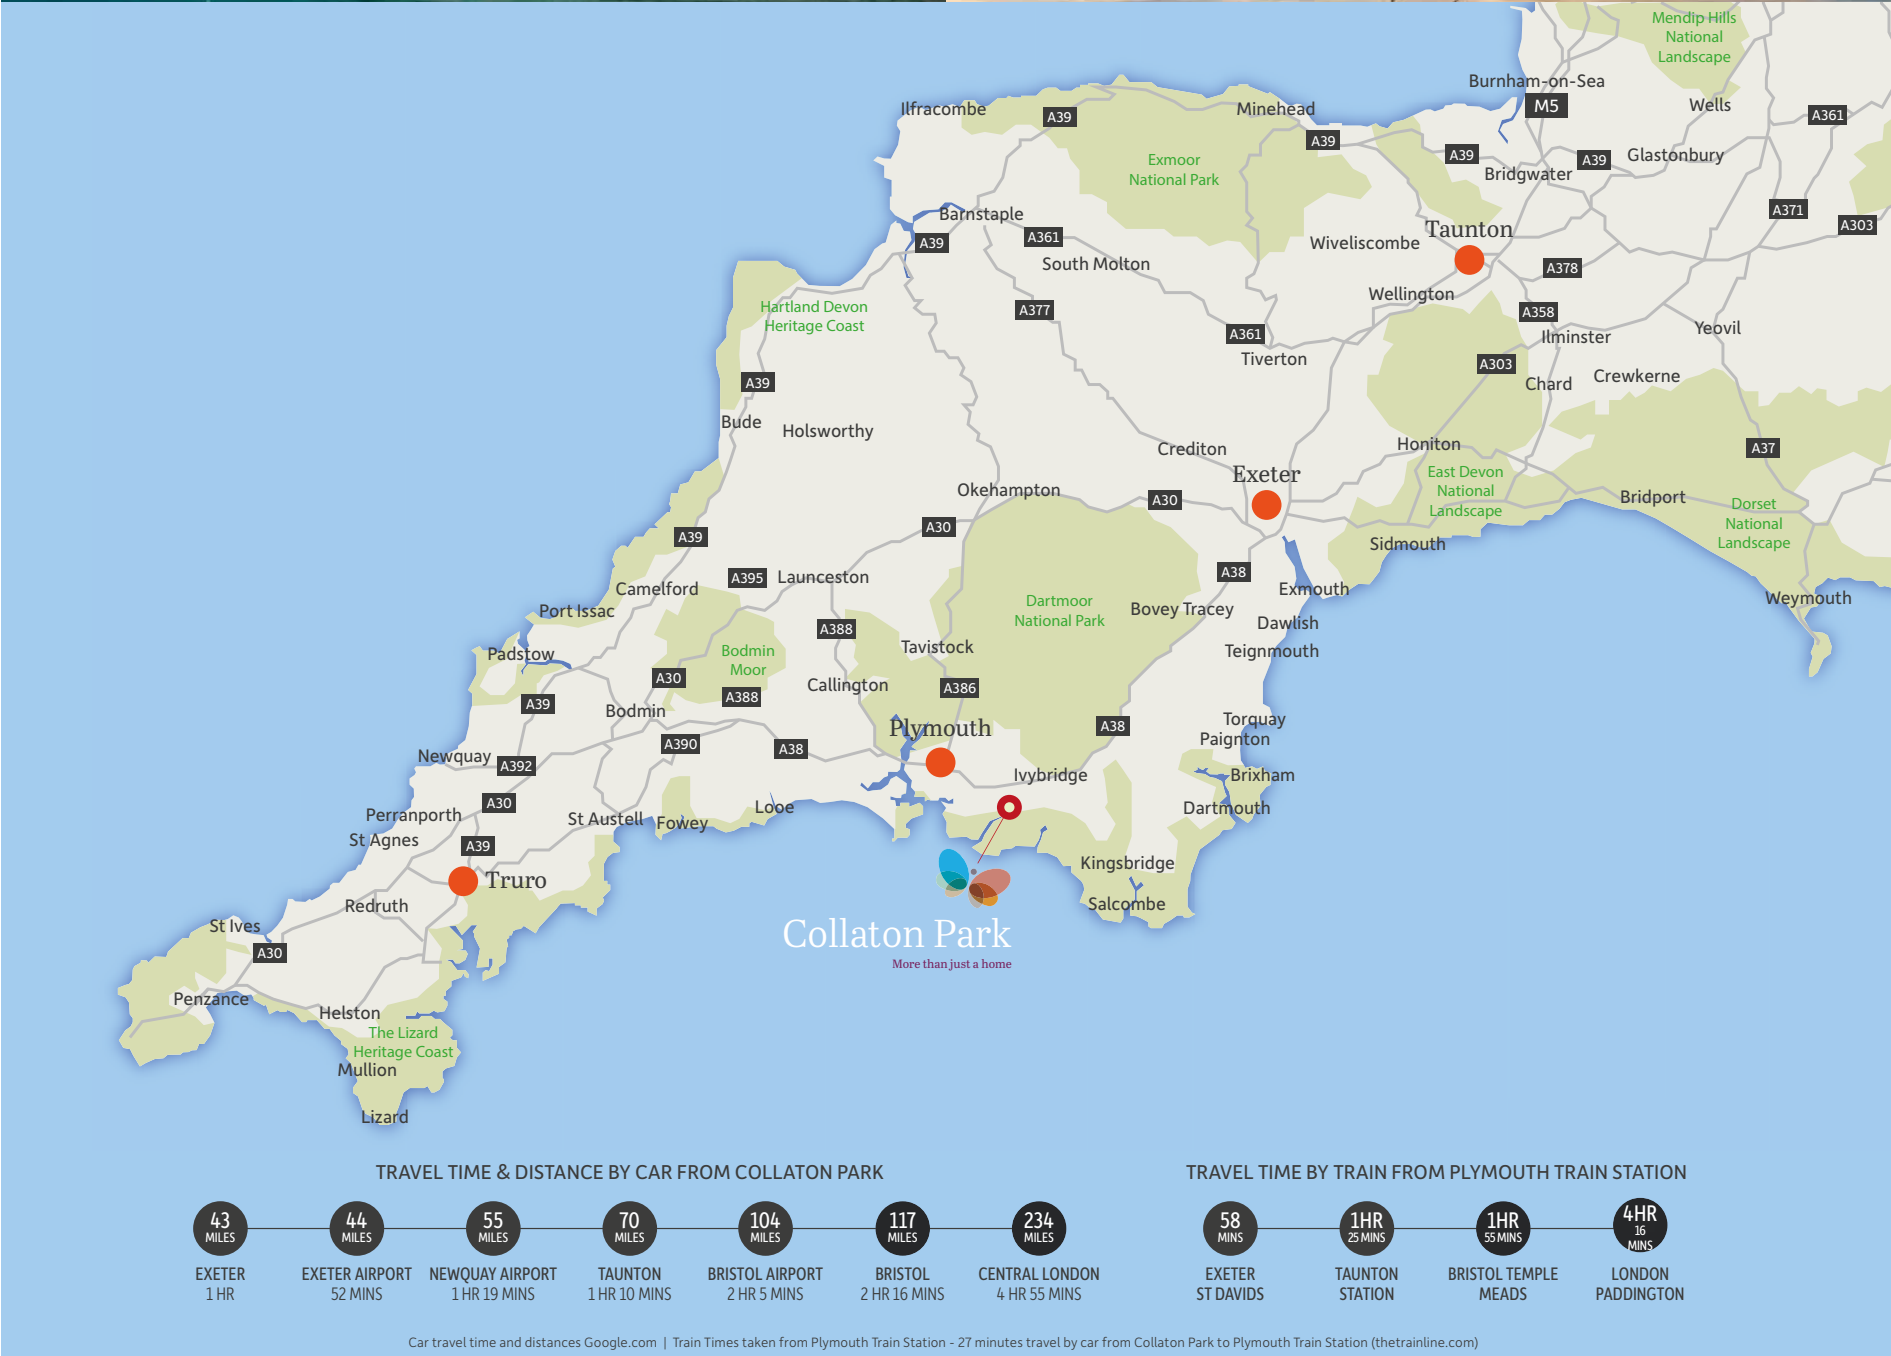 Mendip Hills
National
Landscape
Burnham-on-Sea
M5
Wells
A361
Ilfracombe
A39
Minehead
A39
Exmoor
National Park
A39
Bridgwater
A39
Glastonbury
Barnstaple
A39
A361
South Molton
Wiveliscombe
Taunton
A371
A303
A378
Wellington
Hartland Devon
Heritage Coast
A377
A361
Tiverton
A358
Ilminster
Yeovil
A303
Chard
Crewkerne
A39
Bude
Holsworthy
Crediton
Honiton
A37
Exeter
Okehampton
A30
East Devon
National
Landscape
Bridport
Dorset
National
Landscape
A30
A39
Sidmouth
A395
Launceston
Camelford
A38
Exmouth
Weymouth
Port Issac
Dartmoor
National Park
Bovey Tracey
A388
Dawlish
Padstow
Bodmin
Moor
Tavistock
Teignmouth
A30
A388
Callington
A386
A39
Bodmin
Plymouth
A38
Torquay
Paignton
A390
A38
Newquay
A392
Ivybridge
Brixham
A30
Perranporth
St Austell
Fowey
Looe
Dartmouth
St Agnes
A39
Kingsbridge
Truro
Redruth
Salcombe
St Ives
A30
Collaton Park
More than just a home
Penzance
Helston
The Lizard
Heritage Coast
Mullion
Lizard
TRAVEL TIME & DISTANCE BY CAR FROM COLLATON PARK
43
MILES
EXETER
1 HR
44
MILES
EXETER AIRPORT
52 MINS
55
MILES
NEWQUAY AIRPORT
1 HR 19 MINS
70
MILES
TAUNTON
1 HR 10 MINS
104
MILES
BRISTOL AIRPORT
2 HR 5 MINS
117
MILES
BRISTOL
2 HR 16 MINS
234
MILES
CENTRAL LONDON
4 HR 55 MINS
TRAVEL TIME BY TRAIN FROM PLYMOUTH TRAIN STATION
58
MINS
EXETER
ST DAVIDS
1HR
25 MINS
TAUNTON
STATION
1HR
55 MINS
BRISTOL TEMPLE
MEADS
4HR
16
MINS
LONDON
PADDINGTON
Car travel time and distances Google.com | Train Times taken from Plymouth Train Station - 27 minutes travel by car from Collaton Park to Plymouth Train Station (thetrainline.com)